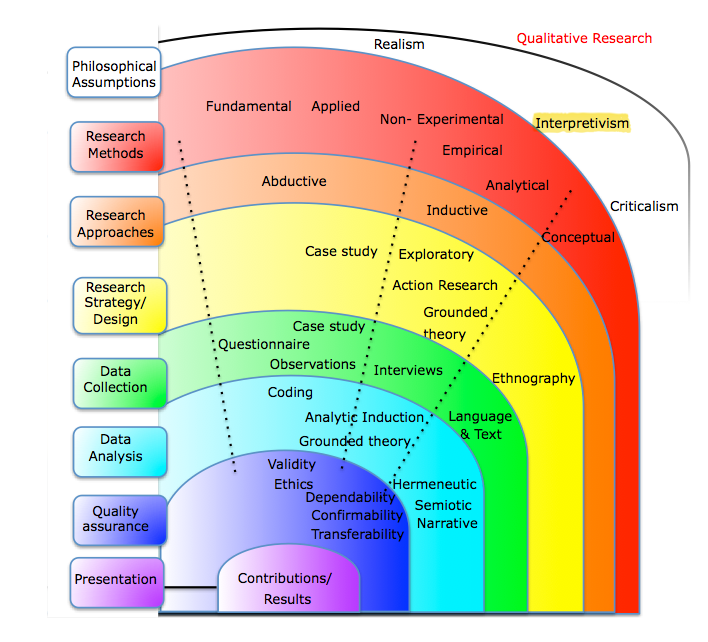 Qualitative Research
Realism
Philosophical
Assumptions
Fundamental Applied
Non- Experimental
Interpretivism
Research
Methods
Empirical
Analytical
Criticalism
Conceptual
Abductive
Inductive
Research
Approaches
Case study
Exploratory
Action Research
Grounded
theory
Research
Strategy/
Design
Case study
Questionnaire
Observations
Interviews
Ethnography
Data
Collection
Coding
Analytic Induction
Grounded theory
Language
& Text
Data
Analysis
Validity
Ethics
Dependability
Confirmability
Transferability
Hermeneutic
Semiotic
Narrative
Quality
assurance
Presentation
Contributions/
Results